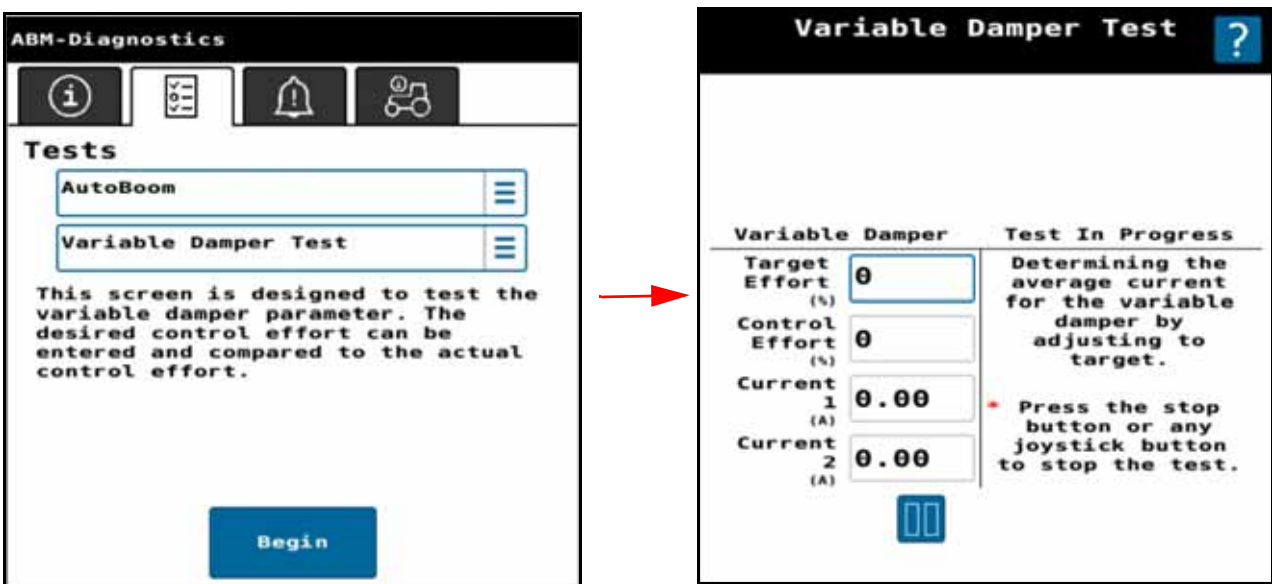 ABM-Diagnostics
Tests
AutoBoom
Variable Damper Test
This screen is designed to test the
variable damper parameter. The
desired control effort can be
entered and compared to the actual
control effort.
Begin
Variable Damper Test
?
Variable Damper
Target
Effort
(%)
0
Control
Effort
(%)
0
Current
1
(A)
0.00
Current
2
(A)
0.00
Test In Progress
Determining the
average current
for the variable
damper by
adjusting to
target.
* Press the stop
button or any
joystick button
to stop the test.